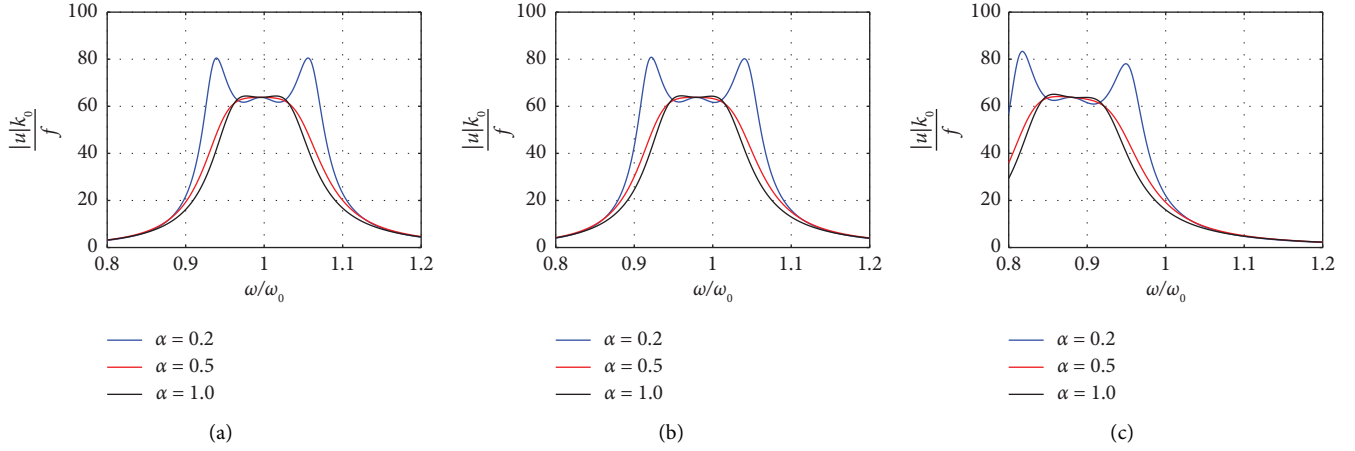 100
80
60
40
20
0
|u|k₀
f
0.8 0.9 1 1.1 1.2
ω/ω₀
α = 0.2
α = 0.5
α = 1.0
(a)
100
80
60
40
20
0
|u|k₀
f
0.8 0.9 1 1.1 1.2
ω/ω₀
α = 0.2
α = 0.5
α = 1.0
(b)
100
80
60
40
20
0
|u|k₀
f
0.8 0.9 1 1.1 1.2
ω/ω₀
α = 0.2
α = 0.5
α = 1.0
(c)